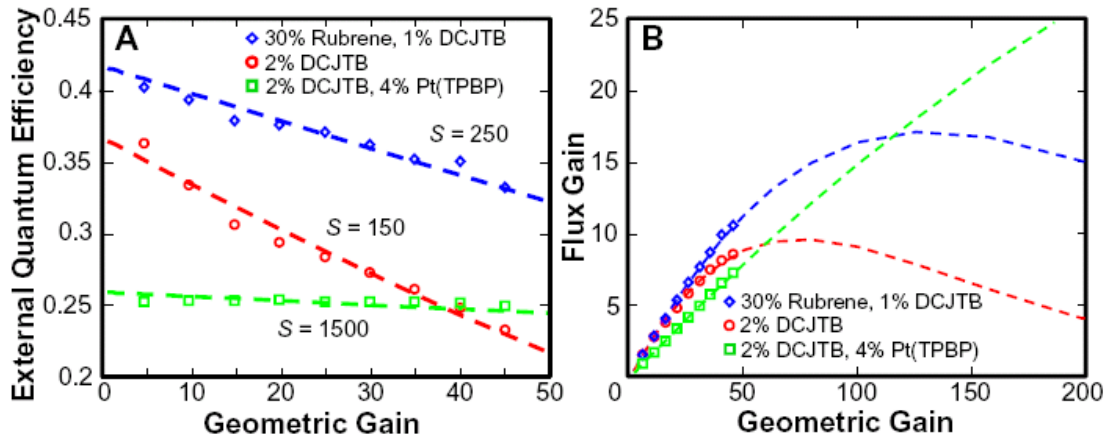 A
External Quantum Efficiency
0.45
0.4
0.35
0.3
0.25
0.2
30% Rubrene, 1% DCJTB
2% DCJTB
2% DCJTB, 4% Pt(TPBP)
S = 250
S = 150
S = 1500
0 10 20 30 40 50
Geometric Gain
B
Flux Gain
25
20
15
10
5
30% Rubrene, 1% DCJTB
2% DCJTB
2% DCJTB, 4% Pt(TPBP)
0 50 100 150 200
Geometric Gain